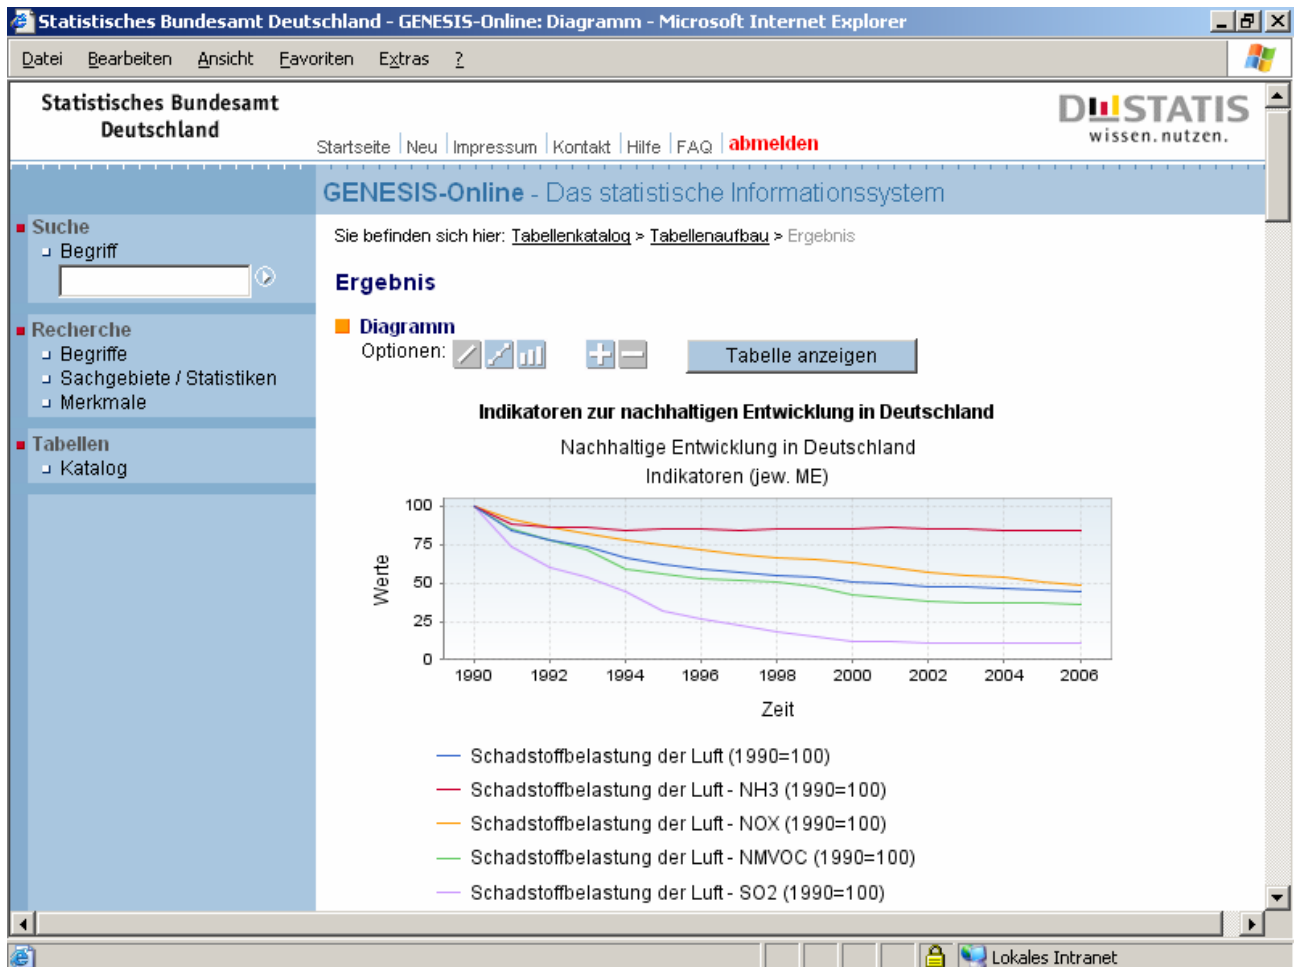 Statistisches Bundesamt Deutschland - GENESIS-Online: Diagramm - Microsoft Internet Explorer
Datei Bearbeiten Ansicht Favoriten Extras ?
Statistisches Bundesamt
Deutschland
DESTATIS
wissen.nutzen.
Startseite Neu Impressum Kontakt Hilfe FAQ abmelden
GENESIS-Online - Das statistische Informationssystem
Suche
Begriff
Recherche
Begriffe
Sachgebiete / Statistiken
Merkmale
Tabellen
Katalog
Sie befinden sich hier: Tabellenkatalog > Tabellenaufbau > Ergebnis
Ergebnis
Diagramm
Optionen:
Tabelle anzeigen
Indikatoren zur nachhaltigen Entwicklung in Deutschland
Nachhaltige Entwicklung in Deutschland
Indikatoren (jew. ME)
100
75
50
25
0
Werte
1990 1992 1994 1996 1998 2000 2002 2004 2006
Zeit
Schadstoffbelastung der Luft (1990=100)
Schadstoffbelastung der Luft - NH3 (1990=100)
Schadstoffbelastung der Luft - NOX (1990=100)
Schadstoffbelastung der Luft - NMVOC (1990=100)
Schadstoffbelastung der Luft - SO2 (1990=100)
Lokales Intranet